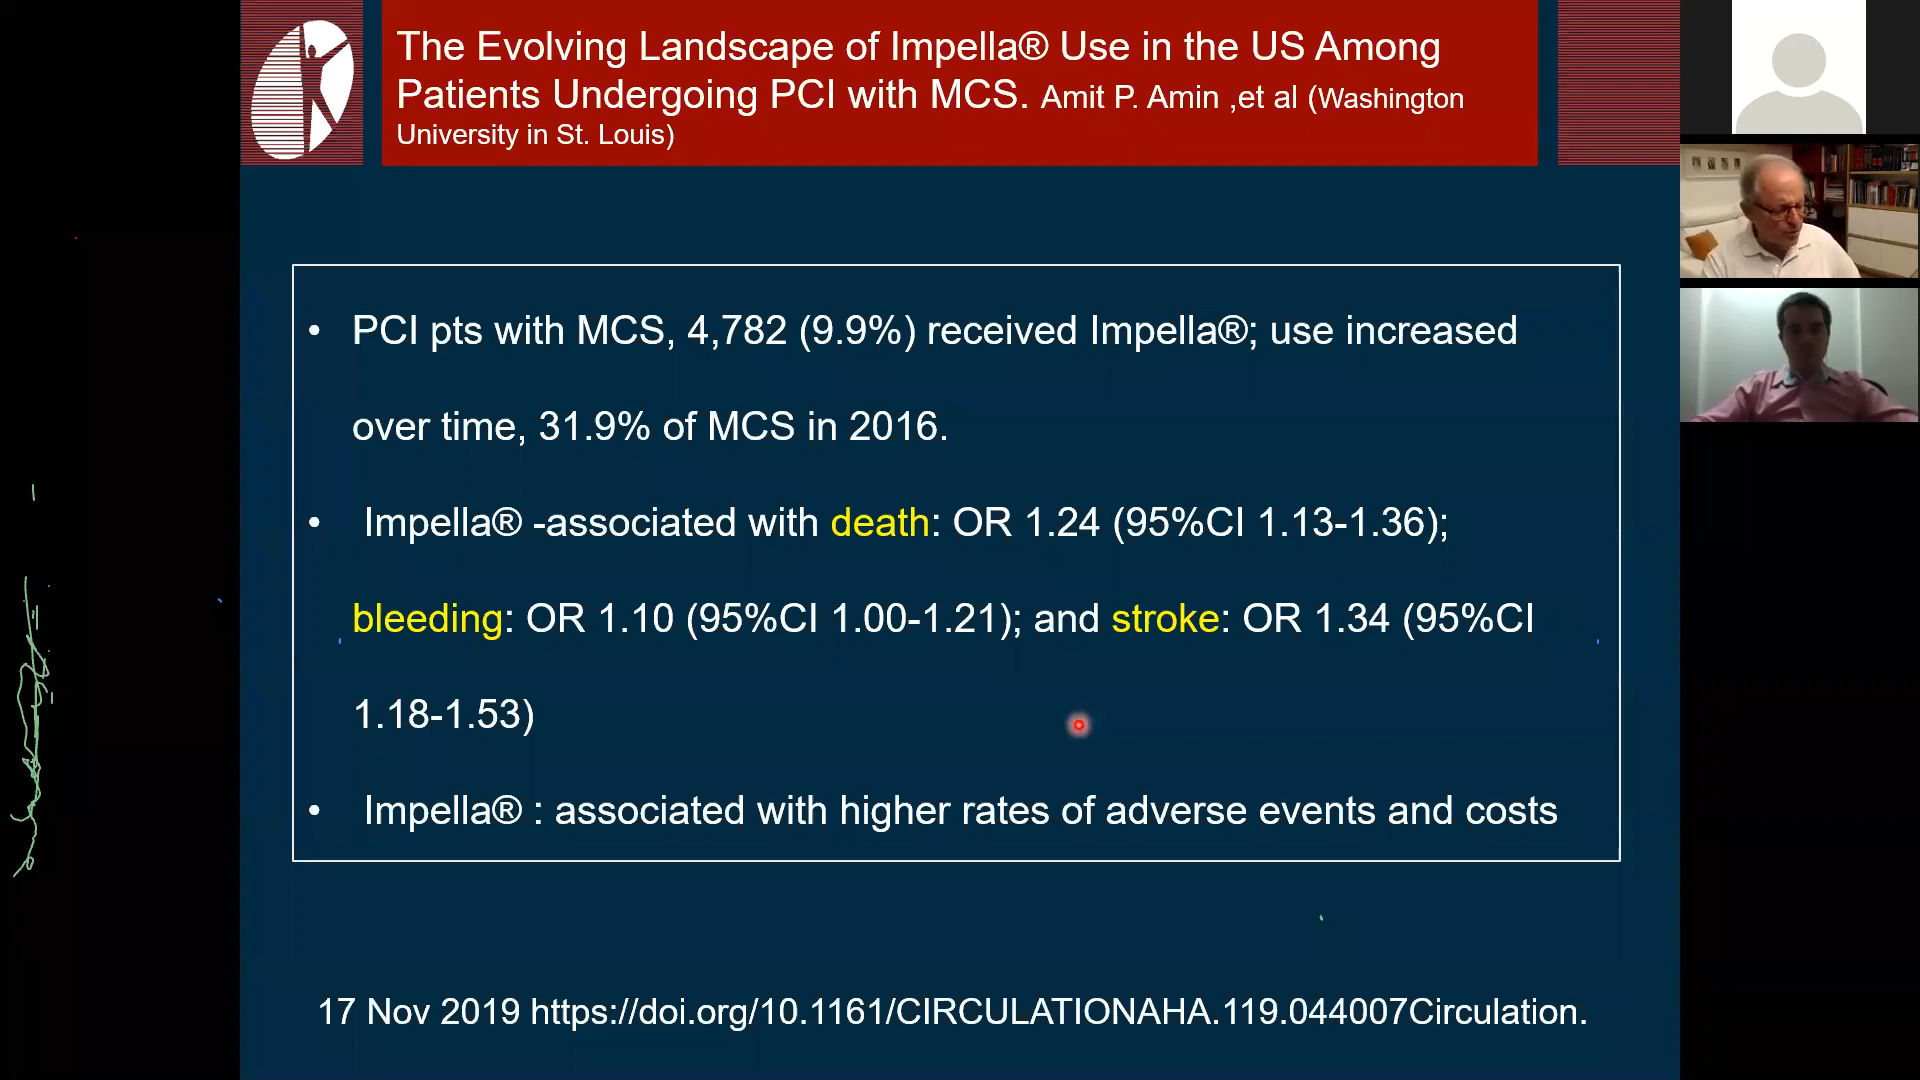 The Evolving Landscape of Impella® Use in the US Among
Patients Undergoing PCI with MCS. Amit P. Amin ,et al (Washington
University in St. Louis)
• PCI pts with MCS, 4,782 (9.9%) received Impella®; use increased
over time, 31.9% of MCS in 2016.
• Impella® -associated with death: OR 1.24 (95%CI 1.13-1.36);
bleeding: OR 1.10 (95%CI 1.00-1.21); and stroke: OR 1.34 (95%CI
1.18-1.53)
• Impella® : associated with higher rates of adverse events and costs
17 Nov 2019 https://doi.org/10.1161/CIRCULATIONAHA.119.044007Circulation.